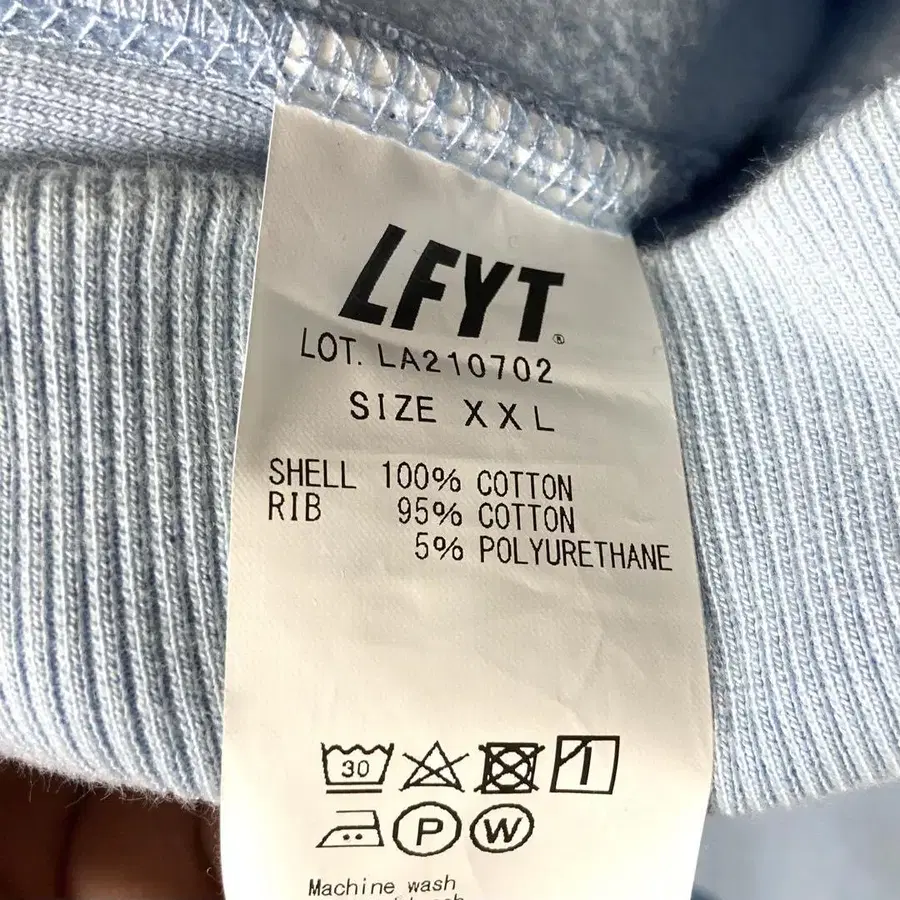 LFYT®
LOT. LA210702
SIZE XXL
SHELL 100% COTTON
RIB 95% COTTON
5% POLYURETHANE
30
P W
Machine wash